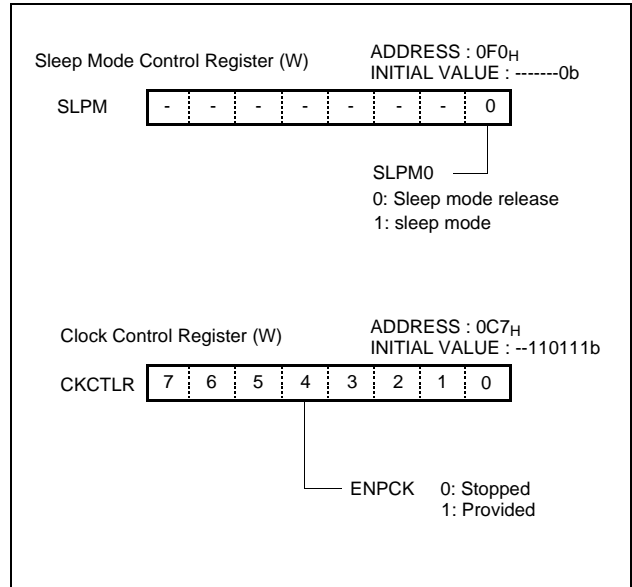 Sleep Mode Control Register (W)
ADDRESS : 0F0H
INITIAL VALUE : -------0b
SLPM
- - - - - - - 0
SLPM0
0: Sleep mode release
1: sleep mode
Clock Control Register (W)
ADDRESS : 0C7H
INITIAL VALUE : --110111b
CKCTLR
7 6 5 4 3 2 1 0
ENPCK 0: Stopped
1: Provided